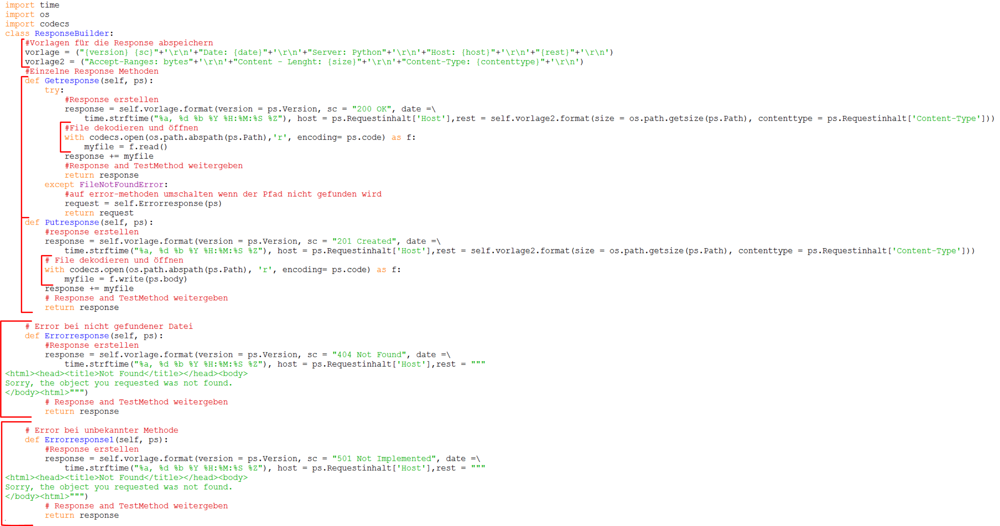 import time
import os
import codecs
class ResponseBuilder:
    #Vorlagen für die Response abspeichern
    vorlage = ("{version} {sc}"+'\r\n'+"Date: {date}"+'\r\n'+"Server: Python"+'\r\n'+"Host: {host}"+'\r\n'+"{rest}"+'\r\n')
    vorlage2 = ("Accept-Ranges: bytes"+'\r\n'+"Content - Lenght: {size}"+'\r\n'+"Content-Type: {contenttype}"+'\r\n')
    #Einzelne Response Methoden
    def Getresponse(self, ps):
        try:
            #Response erstellen
            response = self.vorlage.format(version = ps.Version, sc = "200 OK", date =\
                time.strftime("%a, %d %b %Y %H:%M:%S %Z"), host = ps.Requestinhalt['Host'],rest = self.vorlage2.format(size = os.path.getsize(ps.Path), contenttype = ps.Requestinhalt['Content-Type']))
            #File dekodieren und öffnen
            with codecs.open(os.path.abspath(ps.Path),'r', encoding= ps.code) as f:
                myfile = f.read()
            response += myfile
            #Response and TestMethod weitergeben
            return response
        except FileNotFoundError:
            #auf error-methoden umschalten wenn der Pfad nicht gefunden wird
            request = self.Errorresponse(ps)
            return request
    def Putresponse(self, ps):
        #response erstellen
        response = self.vorlage.format(version = ps.Version, sc = "201 Created", date =\
            time.strftime("%a, %d %b %Y %H:%M:%S %Z"), host = ps.Requestinhalt['Host'],rest = self.vorlage2.format(size = os.path.getsize(ps.Path), contenttype = ps.Requestinhalt['Content-Type']))
        # File dekodieren und öffnen
        with codecs.open(os.path.abspath(ps.Path), 'r', encoding= ps.code) as f:
            myfile = f.write(ps.body)
        response += myfile
        # Response and TestMethod weitergeben
        return response
    # Error bei nicht gefundener Datei
    def Errorresponse(self, ps):
        #Response erstellen
        response = self.vorlage.format(version = ps.Version, sc = "404 Not Found", date =\
            time.strftime("%a, %d %b %Y %H:%M:%S %Z"), host = ps.Requestinhalt['Host'],rest = """
<html><head><title>Not Found</title></head><body>
Sorry, the object you requested was not found.
</body><html>""")
        # Response and TestMethod weitergeben
        return response
    # Error bei unbekannter Methode
    def Errorresponse1(self, ps):
        #Response erstellen
        response = self.vorlage.format(version = ps.Version, sc = "501 Not Implemented", date =\
            time.strftime("%a, %d %b %Y %H:%M:%S %Z"), host = ps.Requestinhalt['Host'],rest = """
<html><head><title>Not Found</title></head><body>
Sorry, the object you requested was not found.
</body><html>""")
        # Response and TestMethod weitergeben
        return response